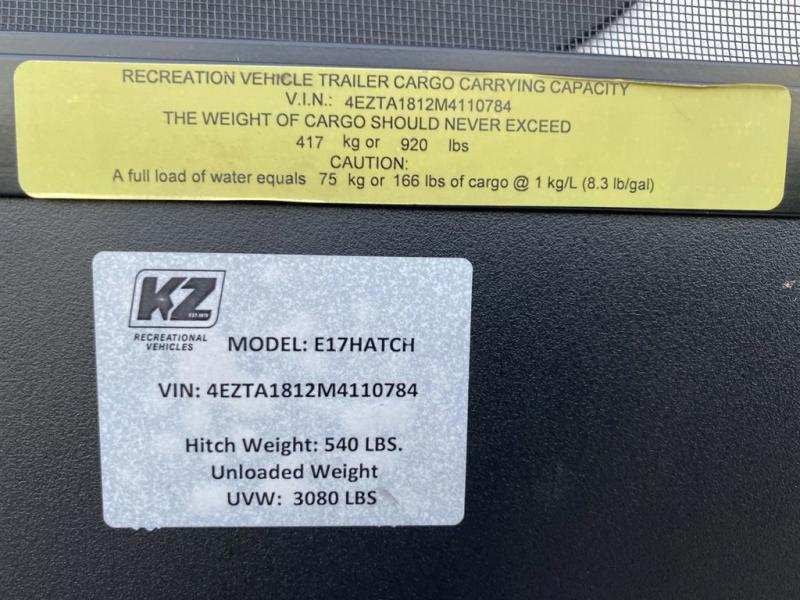 RECREATION VEHICLE TRAILER CARGO CARRYING CAPACITY
V.I.N.: 4EZTA1812M4110784
THE WEIGHT OF CARGO SHOULD NEVER EXCEED
417 kg or 920 lbs
CAUTION:
A full load of water equals 75 kg or 166 lbs of cargo @ 1 kg/L (8.3 lb/gal)
KZ
EST. 1972
RECREATIONAL
VEHICLES
MODEL: E17HATCH
VIN: 4EZTA1812M4110784
Hitch Weight: 540 LBS.
Unloaded Weight
UVW: 3080 LBS